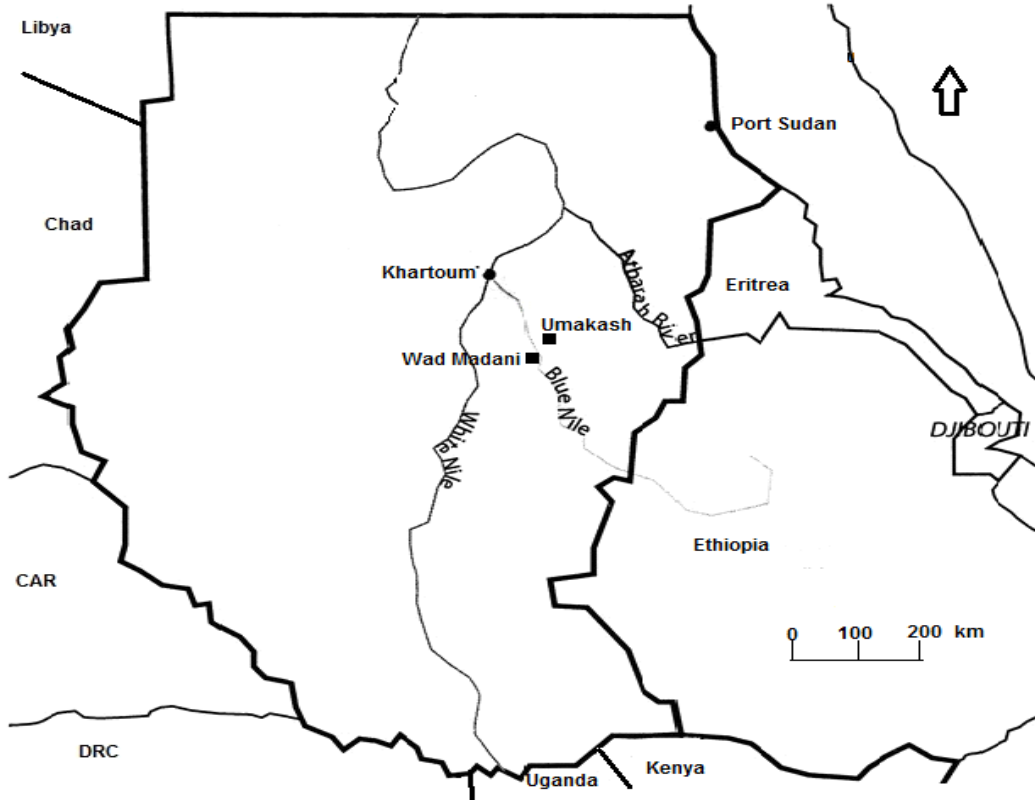 Libya
Port Sudan
Chad
Khartoum
Atbarah River
Eritrea
Umakash
Wad Madani
Blue Nile
White Nile
DJIBOUTI
Ethiopia
CAR
0 100 200 km
DRC
Uganda
Kenya